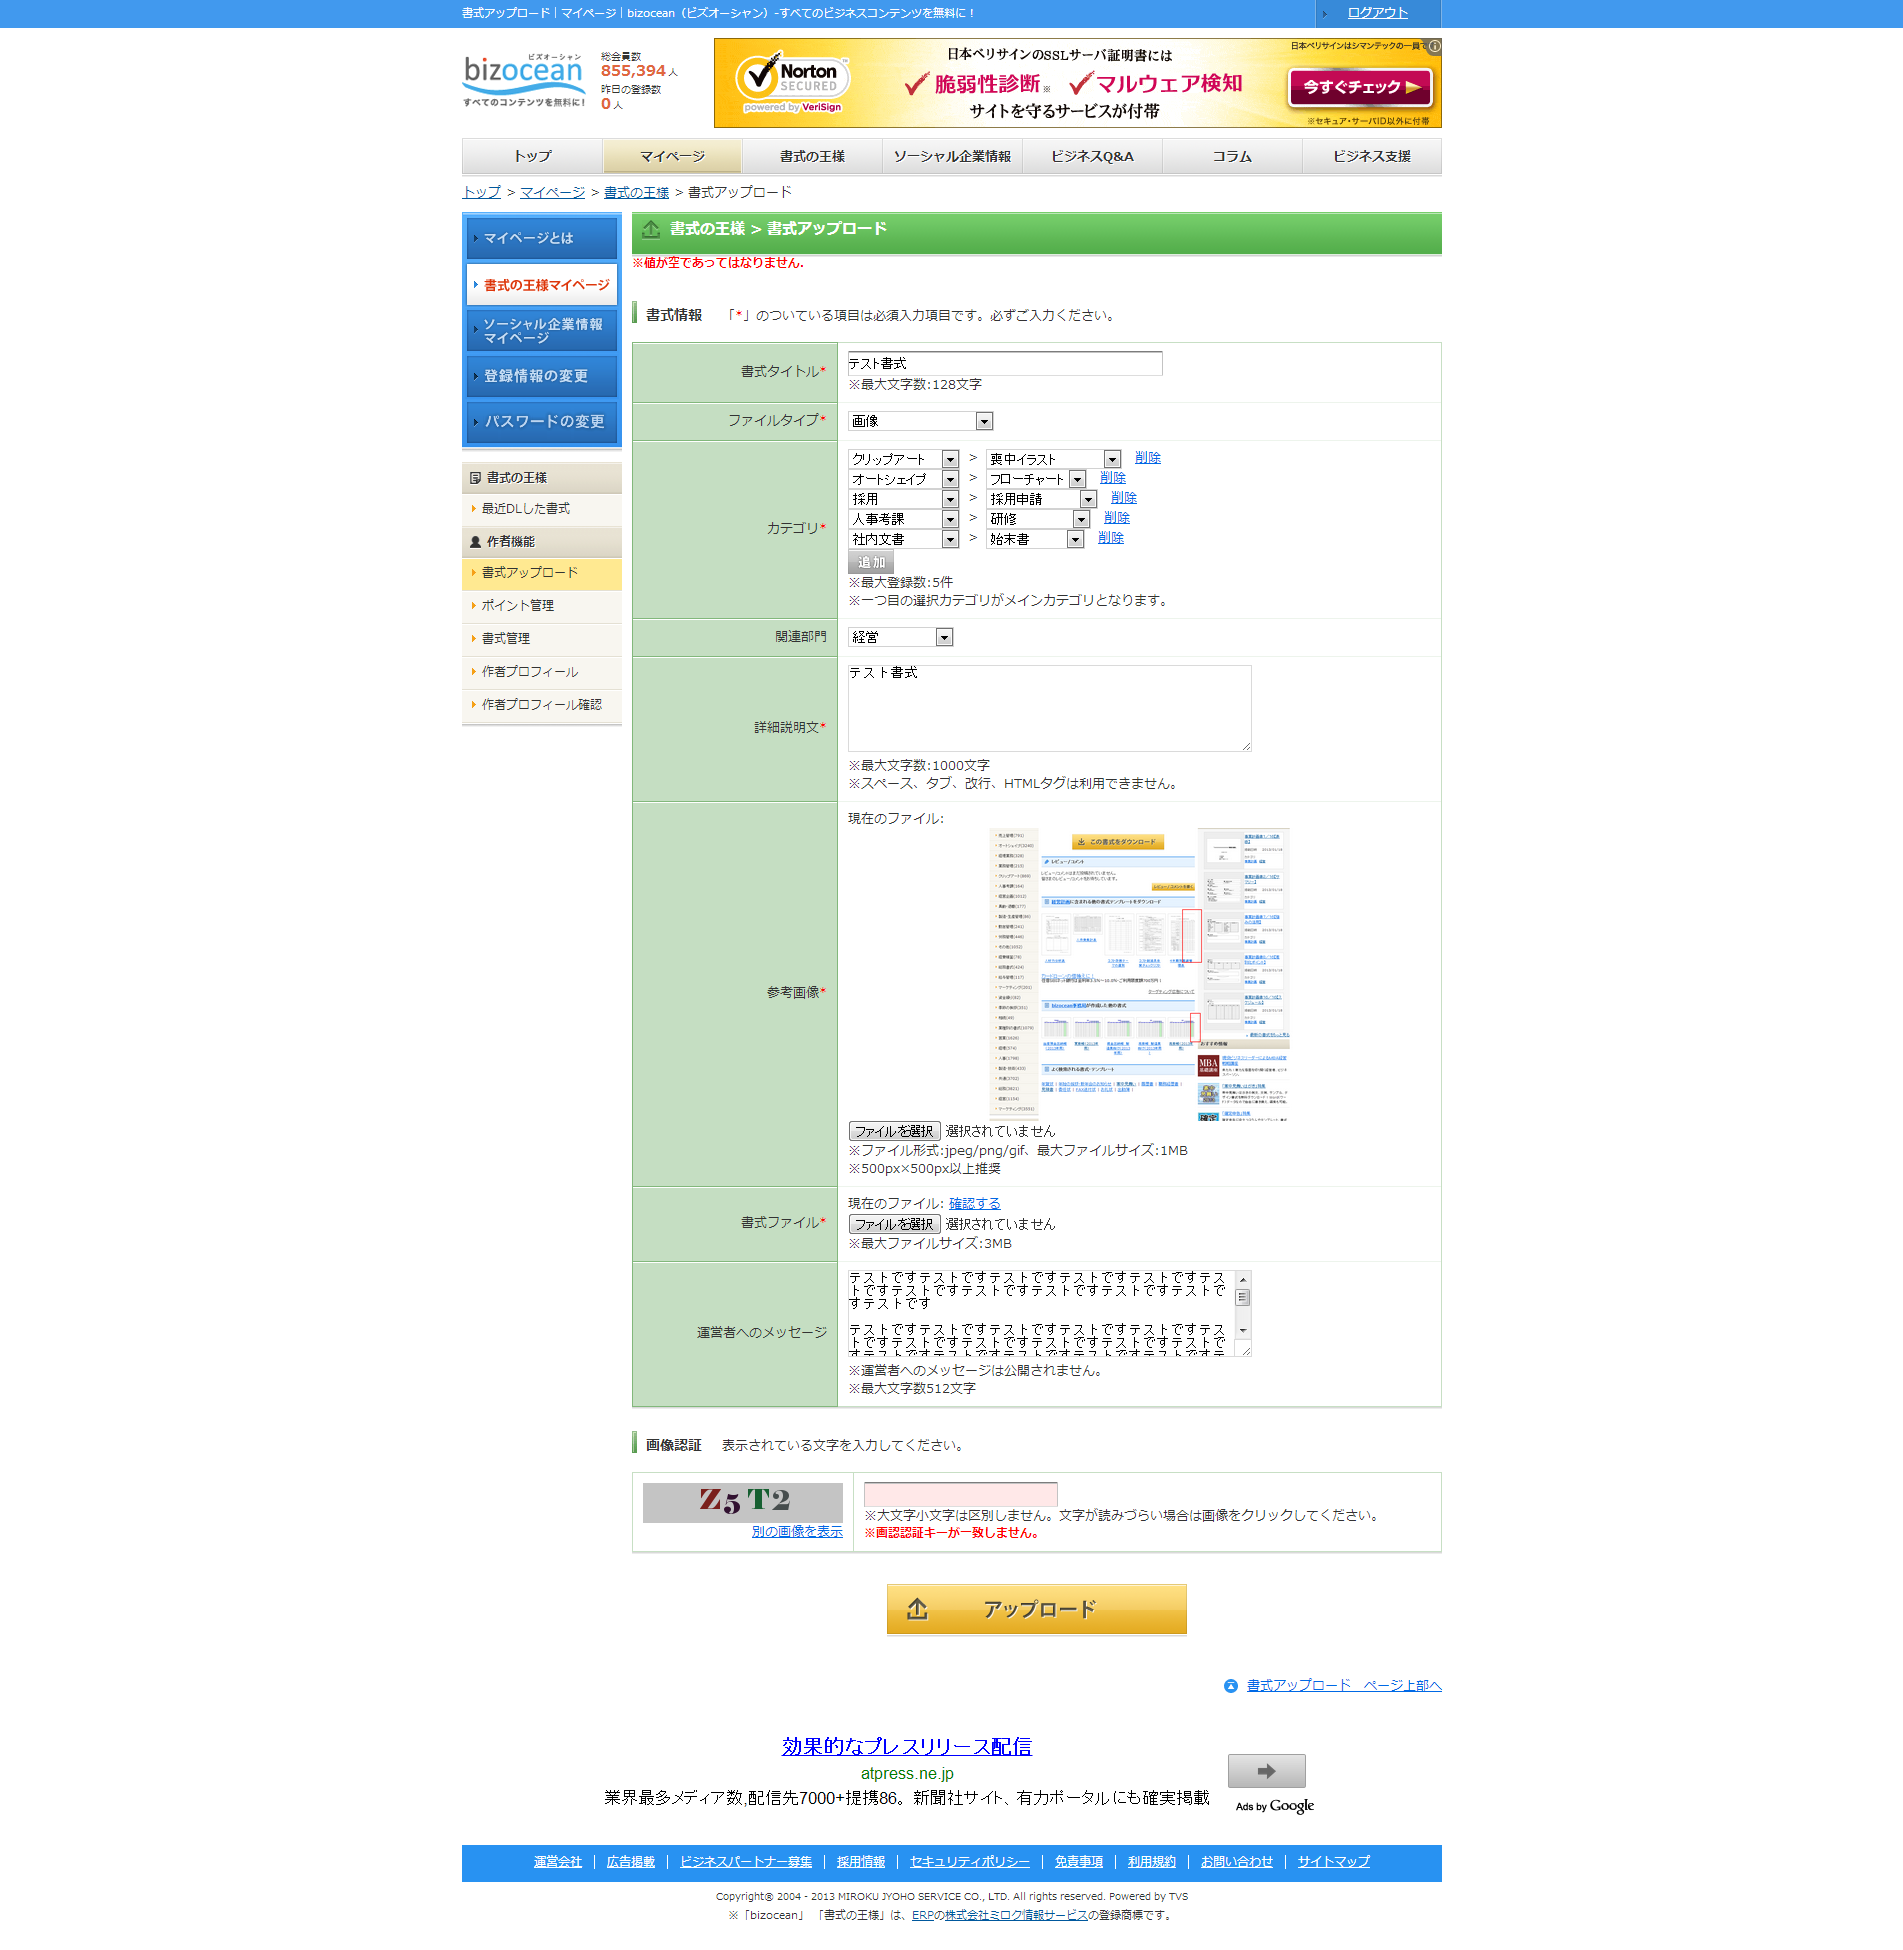 書式アップロード｜マイページ｜bizocean（ビズオーシャン）-すべてのビジネスコンテンツを無料に！
ログアウト
ビズオーシャン
bizocean
すべてのコンテンツを無料に！
総会員数
855,394 人
昨日の登録数
0 人
Norton
SECURED
powered by VeriSign
日本ベリサインのSSLサーバ証明書には
脆弱性診断※ マルウェア検知
サイトを守るサービスが付帯
日本ベリサインはシマンテックの一員で
今すぐチェック
※セキュア・サーバID以外に付帯
トップ マイページ 書式の王様 ソーシャル企業情報 ビジネスQ&A コラム ビジネス支援
トップ > マイページ > 書式の王様 > 書式アップロード
マイページとは
書式の王様マイページ
ソーシャル企業情報
マイページ
登録情報の変更
パスワードの変更
書式の王様
最近DLした書式
作者機能
書式アップロード
ポイント管理
書式管理
作者プロフィール
作者プロフィール確認
書式の王様 > 書式アップロード
※値が空であってはなりません.
書式情報 「*」のついている項目は必須入力項目です。必ずご入力ください。
書式タイトル*
テスト書式
※最大文字数:128文字
ファイルタイプ*
画像
カテゴリ*
クリップアート > 喪中イラスト 削除
オートシェイプ > フローチャート 削除
採用 > 採用申請 削除
人事考課 > 研修 削除
社内文書 > 始末書 削除
追加
※最大登録数:5件
※一つ目の選択カテゴリがメインカテゴリとなります。
関連部門
経営
詳細説明文*
テスト書式
※最大文字数:1000文字
※スペース、タブ、改行、HTMLタグは利用できません。
参考画像*
現在のファイル:
この書式をダウンロード
レビュー/コメント
MBA
ファイルを選択 選択されていません
※ファイル形式:jpeg/png/gif、最大ファイルサイズ:1MB
※500px×500px以上推奨
書式ファイル*
現在のファイル: 確認する
ファイルを選択 選択されていません
※最大ファイルサイズ:3MB
運営者へのメッセージ
テストですテストですテストですテストですテストですテス
トですテストですテストですテストですテストですテストで
すテストです
テストですテストですテストですテストですテストですテス
トですテストですテストですテストですテストですテストで
すテストですテストですテストですテストですテストですテ
※運営者へのメッセージは公開されません。
※最大文字数512文字
画像認証 表示されている文字を入力してください。
Z5T2
別の画像を表示
※大文字小文字は区別しません。文字が読みづらい場合は画像をクリックしてください。
※画認認証キーが一致しません。
アップロード
書式アップロード ページ上部へ
効果的なプレスリリース配信
atpress.ne.jp
業界最多メディア数,配信先7000+提携86。新聞社サイト、有力ポータルにも確実掲載
Ads by Google
運営会社 ｜ 広告掲載 ｜ ビジネスパートナー募集 ｜ 採用情報 ｜ セキュリティポリシー ｜ 免責事項 ｜ 利用規約 ｜ お問い合わせ ｜ サイトマップ
Copyright© 2004 - 2013 MIROKU JYOHO SERVICE CO., LTD. All rights reserved. Powered by TVS
※「bizocean」 「書式の王様」は、ERPの株式会社ミロク情報サービスの登録商標です。